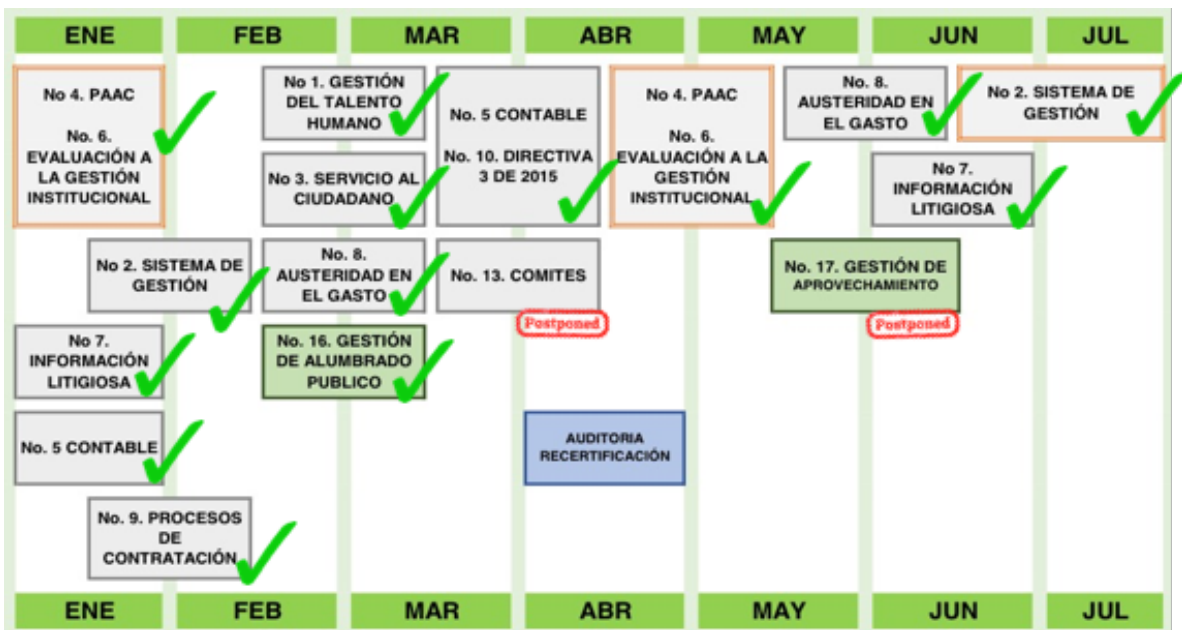 ENE
FEB
MAR
ABR
MAY
JUN
JUL
No 4. PAAC
No. 6.
EVALUACIÓN A
LA GESTIÓN
INSTITUCIONAL
No 1. GESTIÓN
DEL TALENTO
HUMANO
No. 5 CONTABLE
No. 10. DIRECTIVA
3 DE 2015
No 4. PAAC
No. 6.
EVALUACIÓN A LA
GESTIÓN
INSTITUCIONAL
No. 8.
AUSTERIDAD EN
EL GASTO
No 2. SISTEMA DE
GESTIÓN
No 3. SERVICIO AL
CIUDADANO
No 7.
INFORMACIÓN
LITIGIOSA
No 2. SISTEMA DE
GESTIÓN
No. 8.
AUSTERIDAD EN
EL GASTO
No. 13. COMITES
Postponed
No. 17. GESTIÓN DE
APROVECHAMIENTO
Postponed
No 7.
INFORMACIÓN
LITIGIOSA
No. 16. GESTIÓN
DE ALUMBRADO
PUBLICO
No. 5 CONTABLE
AUDITORIA
RECERTIFICACIÓN
No. 9. PROCESOS
DE
CONTRATACIÓN
ENE
FEB
MAR
ABR
MAY
JUN
JUL